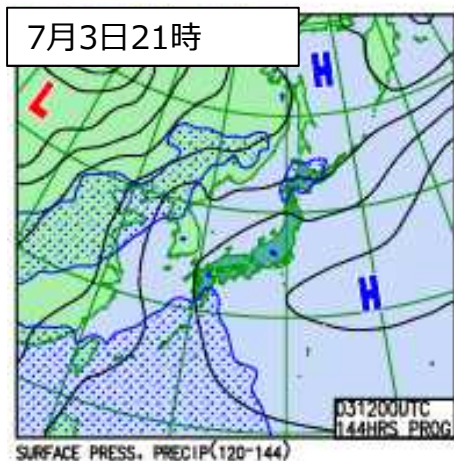 7月3日21時
L
H
H
031200UTC
144HRS PROG
SURFACE PRESS, PRECIP(120-144)